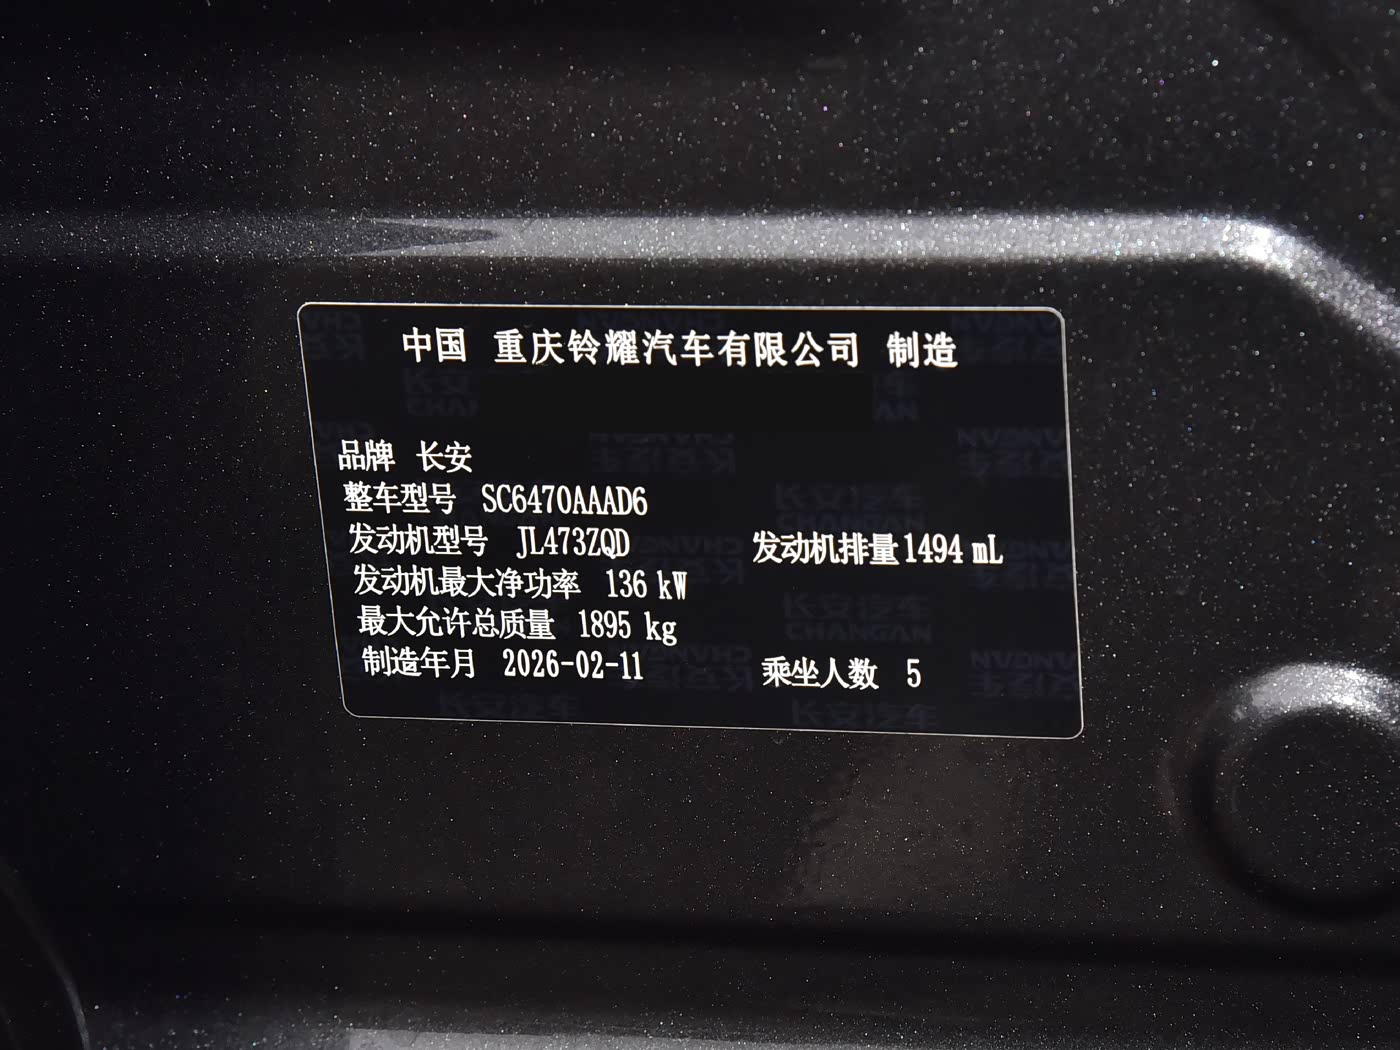 中国 重庆铃耀汽车有限公司 制造
品牌 长安
整车型号 SC6470AAAD6
发动机型号 JL473ZQD 发动机排量 1494 mL
发动机最大净功率 136 kW
最大允许总质量 1895 kg
制造年月 2026-02-11 乘坐人数 5